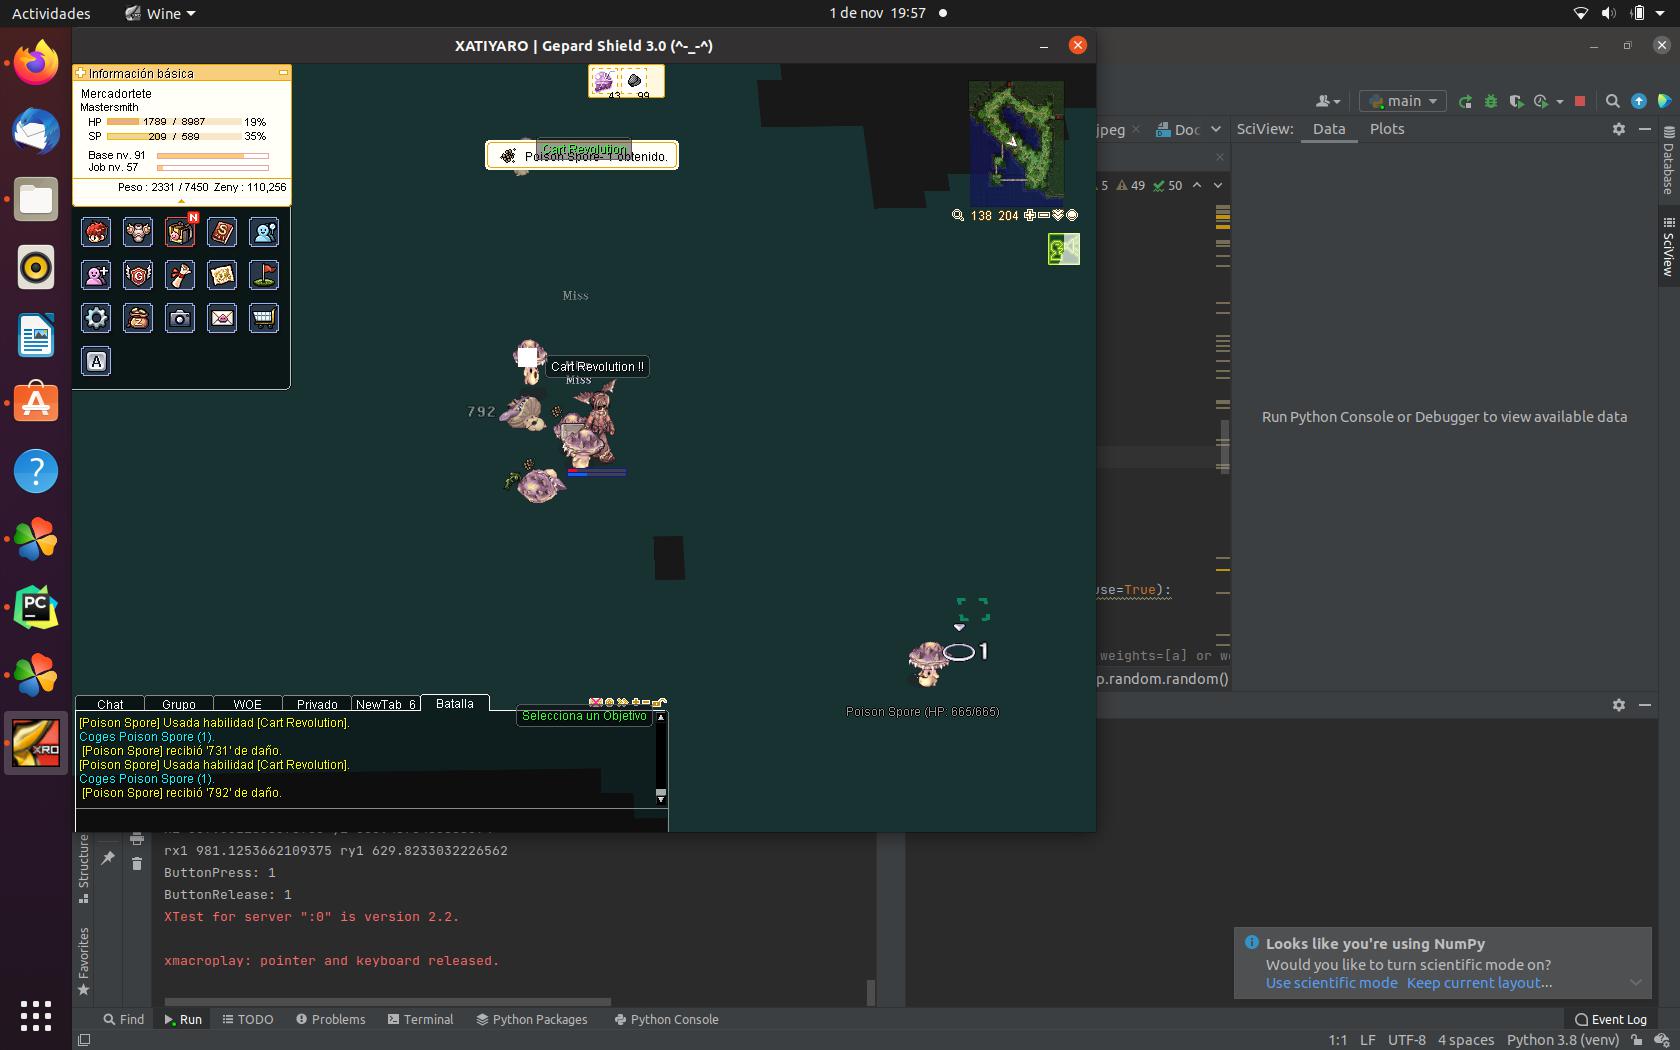 Actividades
Wine
1 de nov 19:57
XATIYARO | Gepard Shield 3.0 (^-_-^)
Información básica
Mercadortete
Mastersmith
HP 1789 / 8987 19%
SP 209 / 589 35%
Base nv. 91
Job nv. 57
Peso : 2331 / 7450 Zeny : 110,256
N
A
43 99
Cart Revolution
Poison Spore- 1 obtenido.
138 204
Miss
Cart Revolution !!
Miss
792
1
Poison Spore (HP: 665/665)
Chat Grupo WOE Privado NewTab_6 Batalla
Selecciona un Objetivo
[Poison Spore] Usada habilidad [Cart Revolution].
Coges Poison Spore (1).
[Poison Spore] recibió '731' de daño.
[Poison Spore] Usada habilidad [Cart Revolution].
Coges Poison Spore (1).
[Poison Spore] recibió '792' de daño.
main
jpeg
Doc
SciView: Data Plots
5 49 50
Run Python Console or Debugger to view available data
Database
SciView
use=True):
weights=[a] or we
p.random.random()
Structure
Favorites
rx1 981.1253662109375 ry1 629.8233032226562
ButtonPress: 1
ButtonRelease: 1
XTest for server ":0" is version 2.2.
xmacroplay: pointer and keyboard released.
Looks like you're using NumPy
Would you like to turn scientific mode on?
Use scientific mode Keep current layout...
Find Run TODO Problems Terminal Python Packages Python Console
Event Log
1:1 LF UTF-8 4 spaces Python 3.8 (venv)
PC
XRO